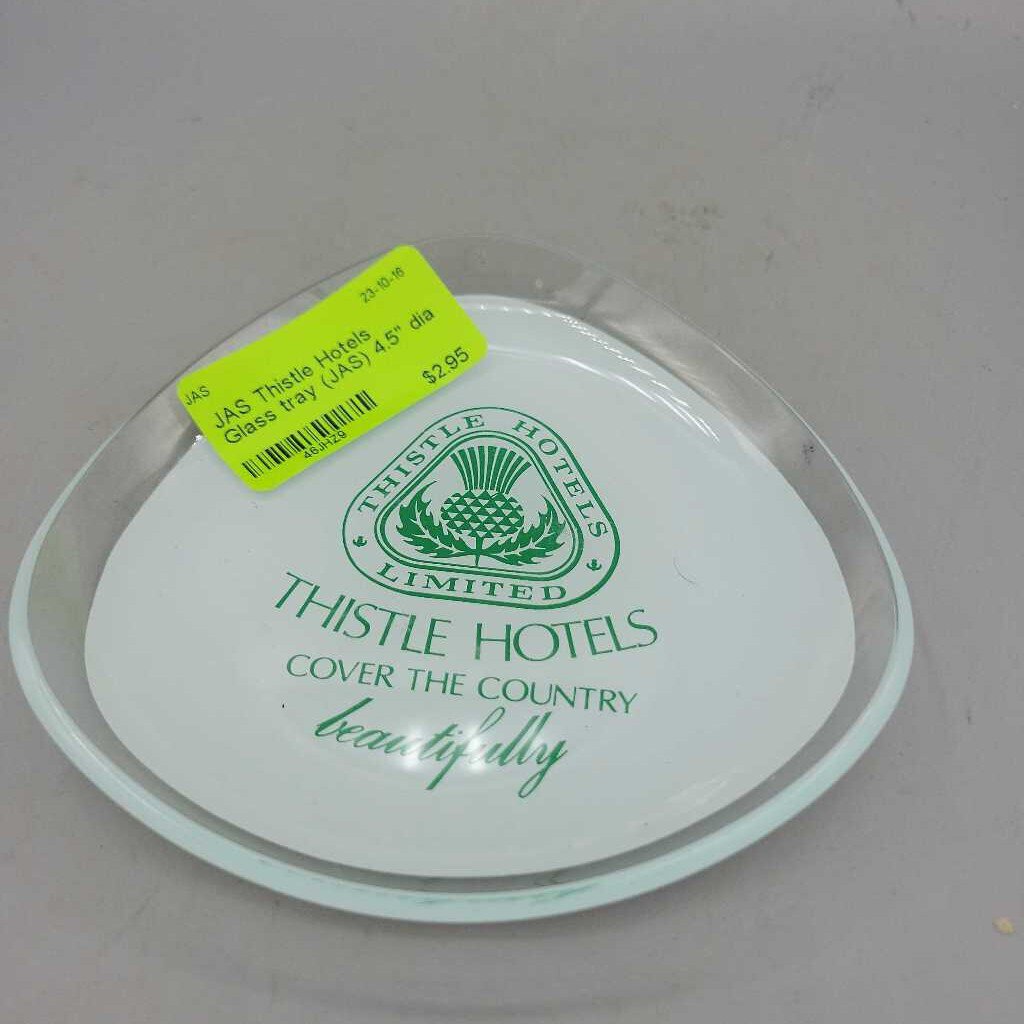 23-10-16
JAS
JAS Thistle Hotels
Glass tray (JAS) 4.5" dia
$2.95
46JHZ9
THISTLE HOTELS
LIMITED
THISTLE HOTELS
COVER THE COUNTRY
beautifully